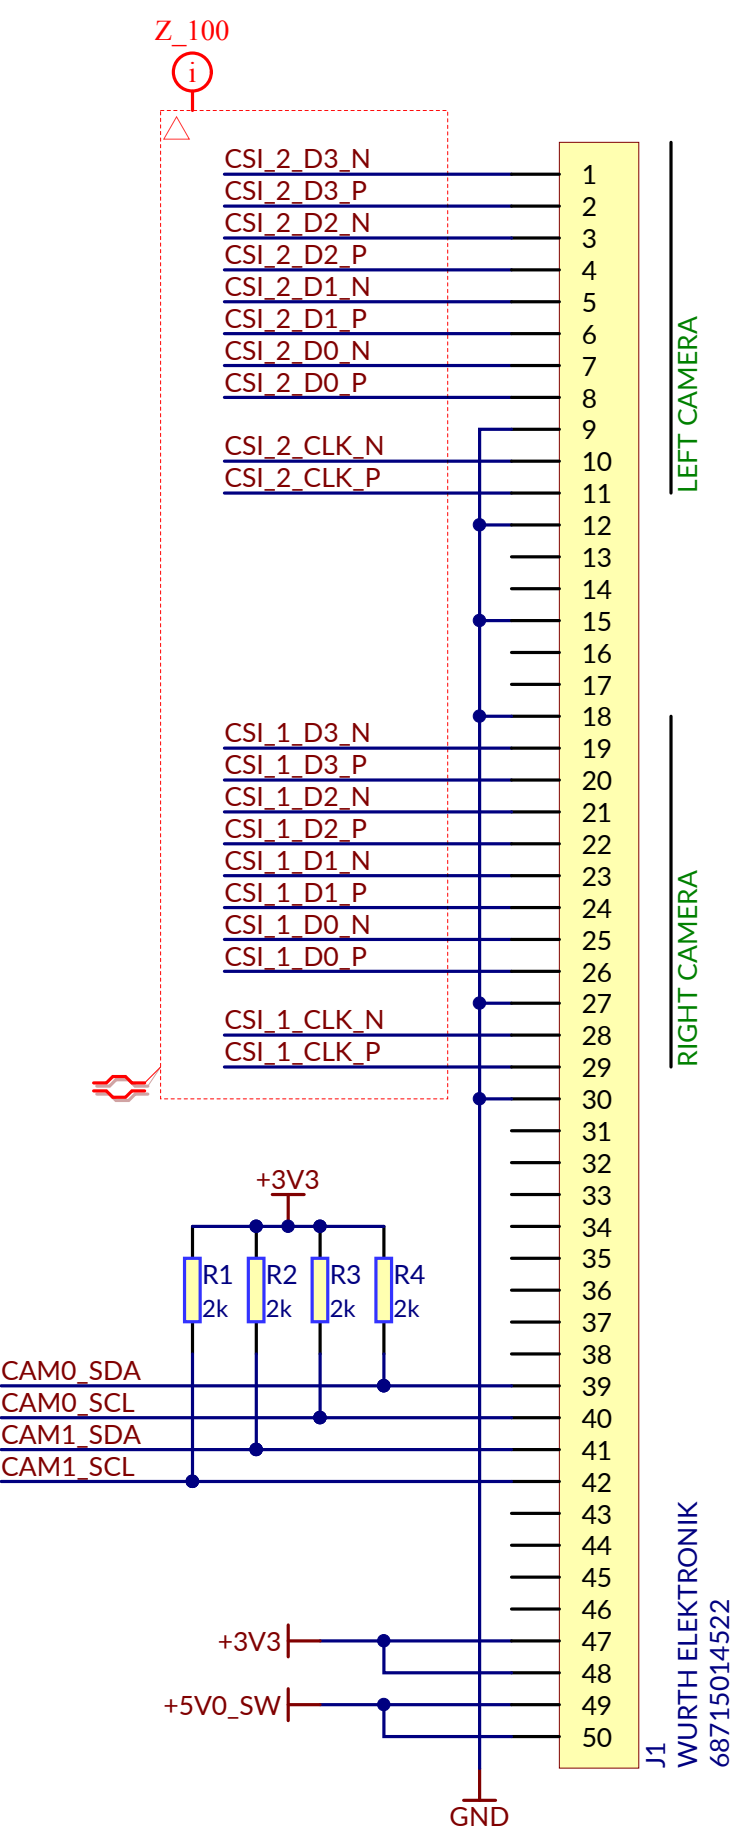 Z_100
i
CSI_2_D3_N
1
CSI_2_D3_P
2
CSI_2_D2_N
3
CSI_2_D2_P
4
CSI_2_D1_N
5
CSI_2_D1_P
6
CSI_2_D0_N
7
CSI_2_D0_P
8
9
CSI_2_CLK_N
10
CSI_2_CLK_P
11
LEFT CAMERA
12
13
14
15
16
17
18
CSI_1_D3_N
19
CSI_1_D3_P
20
CSI_1_D2_N
21
CSI_1_D2_P
22
CSI_1_D1_N
23
CSI_1_D1_P
24
CSI_1_D0_N
25
CSI_1_D0_P
26
27
CSI_1_CLK_N
28
CSI_1_CLK_P
29
RIGHT CAMERA
30
31
32
+3V3
33
34
35
R1 R2 R3 R4
2k 2k 2k 2k
36
37
38
CAM0_SDA
39
CAM0_SCL
40
CAM1_SDA
41
CAM1_SCL
42
43
44
45
46
+3V3
47
48
+5V0_SW
49
50
J1
WURTH ELEKTRONIK
68715014522
GND